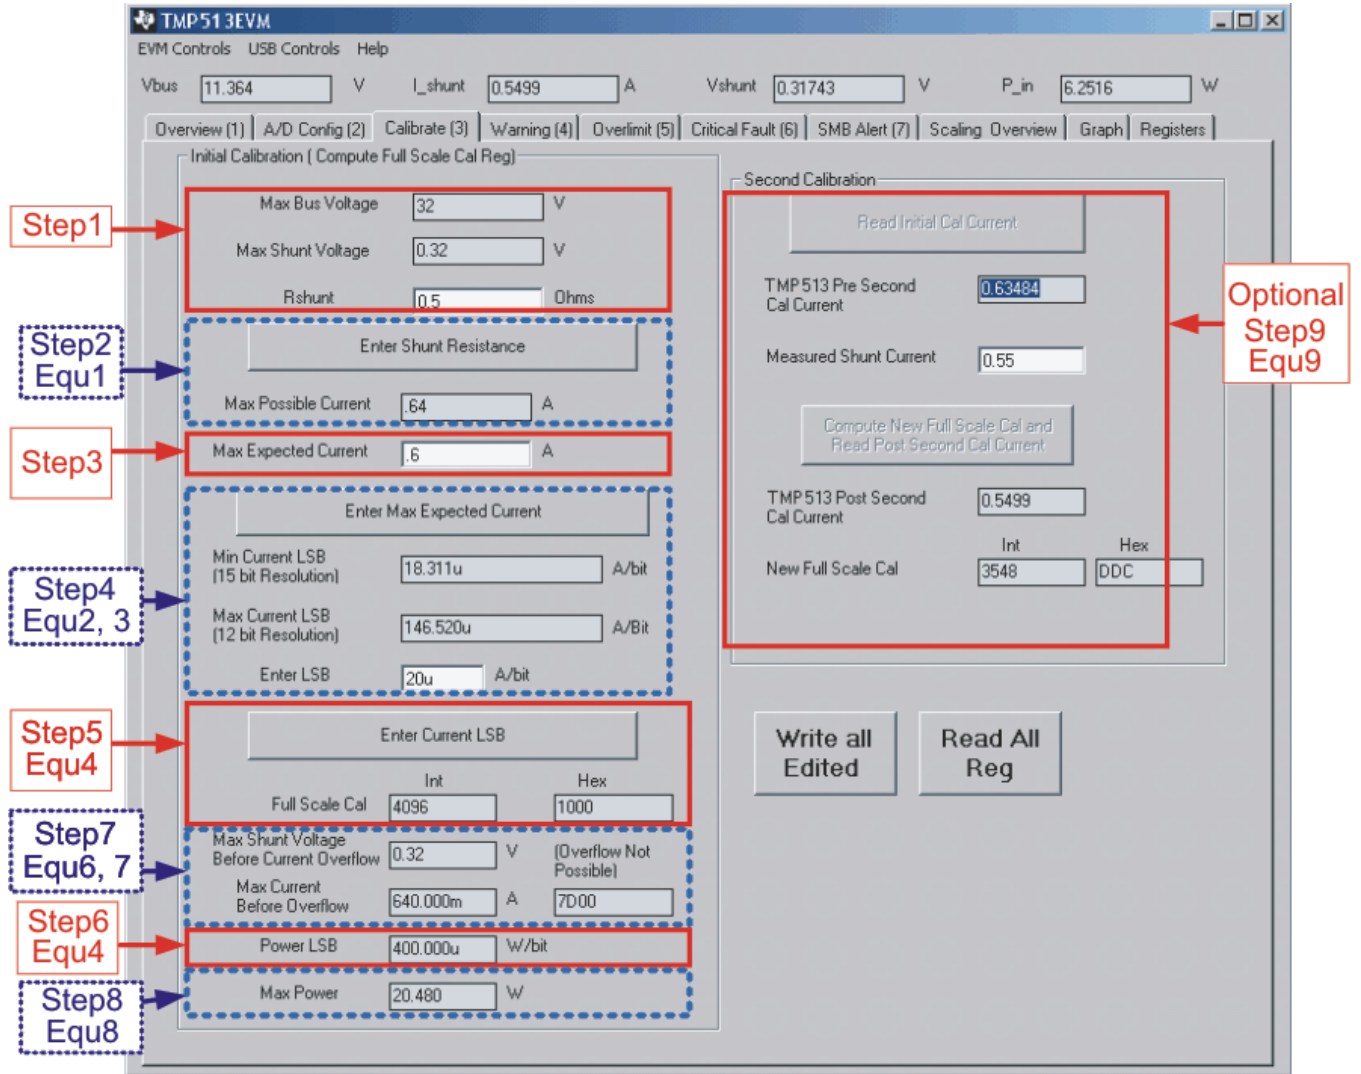 TMP513EVM
EVM Controls USB Controls Help
Vbus 11.364 V I_shunt 0.5499 A Vshunt 0.31743 V P_in 6.2516 W
Overview (1) A/D Config (2) Calibrate (3) Warning (4) Overlimit (5) Critical Fault (6) SMB Alert (7) Scaling Overview Graph Registers
Initial Calibration ( Compute Full Scale Cal Reg)
Step1
Max Bus Voltage 32 V
Max Shunt Voltage 0.32 V
Rshunt 0.5 Ohms
Step2
Equ1
Enter Shunt Resistance
Max Possible Current .64 A
Step3
Max Expected Current .6 A
Enter Max Expected Current
Step4
Equ2, 3
Min Current LSB
(15 bit Resolution) 18.311u A/bit
Max Current LSB
(12 bit Resolution) 146.520u A/Bit
Enter LSB 20u A/bit
Step5
Equ4
Enter Current LSB
Int Hex
Full Scale Cal 4096 1000
Step7
Equ6, 7
Max Shunt Voltage
Before Current Overflow 0.32 V (Overflow Not
Possible)
Max Current
Before Overflow 640.000m A 7D00
Step6
Equ4
Power LSB 400.000u W/bit
Step8
Equ8
Max Power 20.480 W
Second Calibration
Read Initial Cal Current
TMP513 Pre Second
Cal Current 0.63484
Measured Shunt Current 0.55
Compute New Full Scale Cal and
Read Post Second Cal Current
TMP513 Post Second
Cal Current 0.5499
Int Hex
New Full Scale Cal 3548 DDC
Optional
Step9
Equ9
Write all
Edited
Read All
Reg